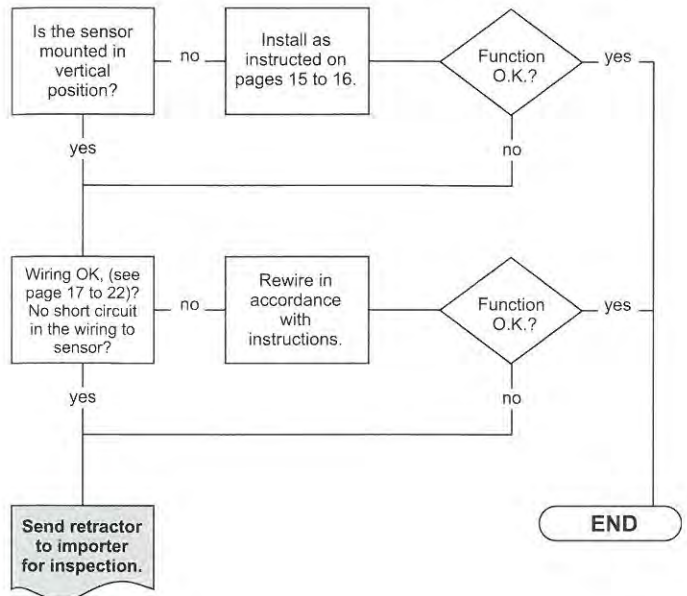 Is the sensor
mounted in
vertical
position?
no
Install as
instructed on
pages 15 to 16.
Function
O.K.?
yes
yes
no
Wiring OK, (see
page 17 to 22)?
No short circuit
in the wiring to
sensor?
no
Rewire in
accordance
with
instructions.
Function
O.K.?
yes
yes
no
Send retractor
to importer
for inspection.
END